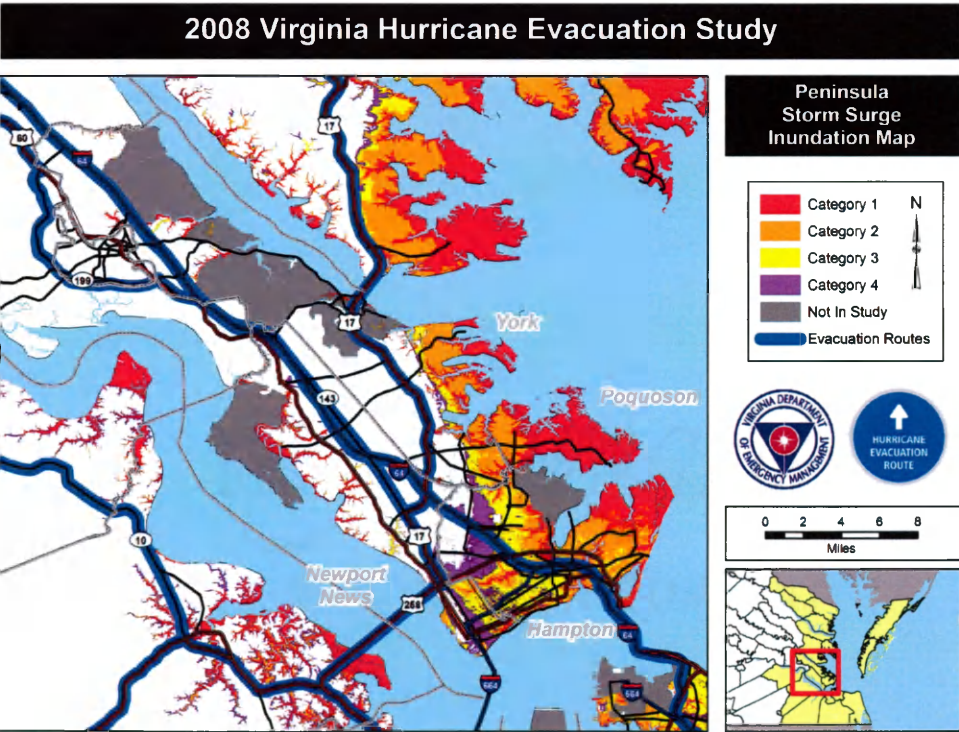 2008 Virginia Hurricane Evacuation Study
Peninsula
Storm Surge
Inundation Map
Category 1
Category 2
Category 3
Category 4
Not In Study
Evacuation Routes
N
VIRGINIA DEPARTMENT
OF EMERGENCY MANAGEMENT
HURRICANE
EVACUATION
ROUTE
0 2 4 6 8
Miles
60
64
17
199
17
York
Poquoson
143
64
17
10
Newport
News
258
Hampton
64
664
664